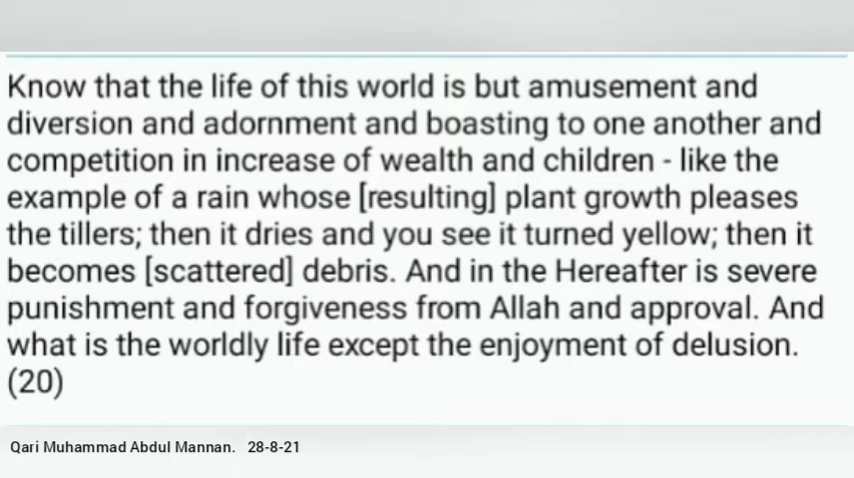 Know that the life of this world is but amusement and
diversion and adornment and boasting to one another and
competition in increase of wealth and children - like the
example of a rain whose [resulting] plant growth pleases
the tillers; then it dries and you see it turned yellow; then it
becomes [scattered] debris. And in the Hereafter is severe
punishment and forgiveness from Allah and approval. And
what is the worldly life except the enjoyment of delusion.
(20)
Qari Muhammad Abdul Mannan. 28-8-21